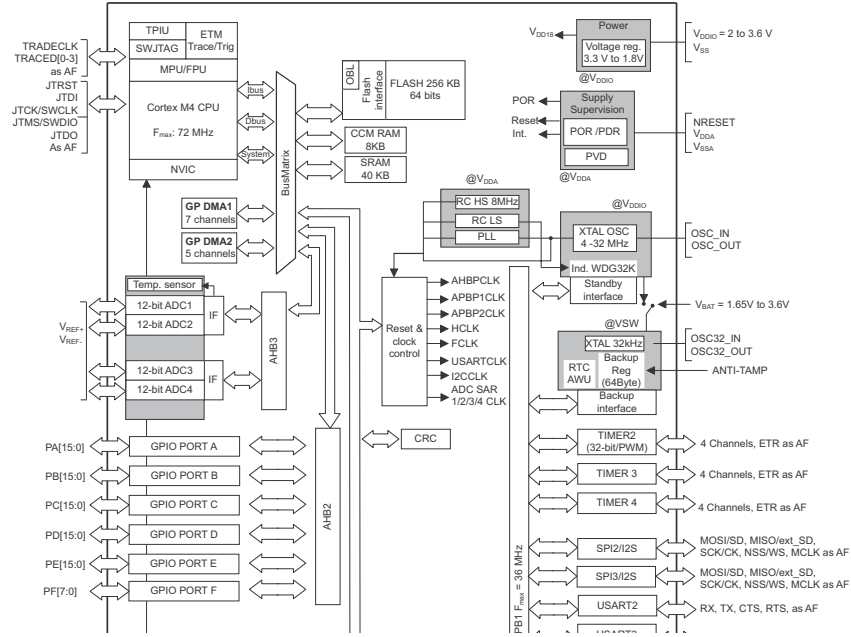 TPIU
ETM
Trace/Trig
SWJTAG
MPU/FPU
Cortex M4 CPU
Fmax: 72 MHz
NVIC
TRADECLK
TRACED[0-3]
as AF
JTRST
JTDI
JTCK/SWCLK
JTMS/SWDIO
JTDO
As AF
Ibus
Dbus
System
BusMatrix
OBL
Flash
interface
FLASH 256 KB
64 bits
CCM RAM
8KB
SRAM
40 KB
GP DMA1
7 channels
GP DMA2
5 channels
Power
VDD18
Voltage reg.
3.3 V to 1.8V
VDDIO = 2 to 3.6 V
VSS
@VDDIO
Supply
Supervision
POR
Reset
Int.
POR /PDR
PVD
NRESET
VDDA
VSSA
@VDDA
@VDDA
RC HS 8MHz
RC LS
PLL
@VDDIO
XTAL OSC
4 -32 MHz
Ind. WDG32K
Standby
interface
OSC_IN
OSC_OUT
VBAT = 1.65V to 3.6V
@VSW
XTAL 32kHz
RTC
AWU
Backup
Reg
(64Byte)
Backup
interface
OSC32_IN
OSC32_OUT
ANTI-TAMP
Temp. sensor
12-bit ADC1
12-bit ADC2
IF
VREF+
VREF-
12-bit ADC3
12-bit ADC4
IF
AHB3
Reset &
clock
control
AHBPCLK
APBP1CLK
APBP2CLK
HCLK
FCLK
USARTCLK
I2CCLK
ADC SAR
1/2/3/4 CLK
CRC
AHB2
PA[15:0]
GPIO PORT A
PB[15:0]
GPIO PORT B
PC[15:0]
GPIO PORT C
PD[15:0]
GPIO PORT D
PE[15:0]
GPIO PORT E
PF[7:0]
GPIO PORT F
PB1 Fmax = 36 MHz
TIMER2
(32-bit/PWM)
4 Channels, ETR as AF
TIMER 3
4 Channels, ETR as AF
TIMER 4
4 Channels, ETR as AF
SPI2/I2S
MOSI/SD, MISO/ext_SD,
SCK/CK, NSS/WS, MCLK as AF
SPI3/I2S
MOSI/SD, MISO/ext_SD,
SCK/CK, NSS/WS, MCLK as AF
USART2
RX, TX, CTS, RTS, as AF